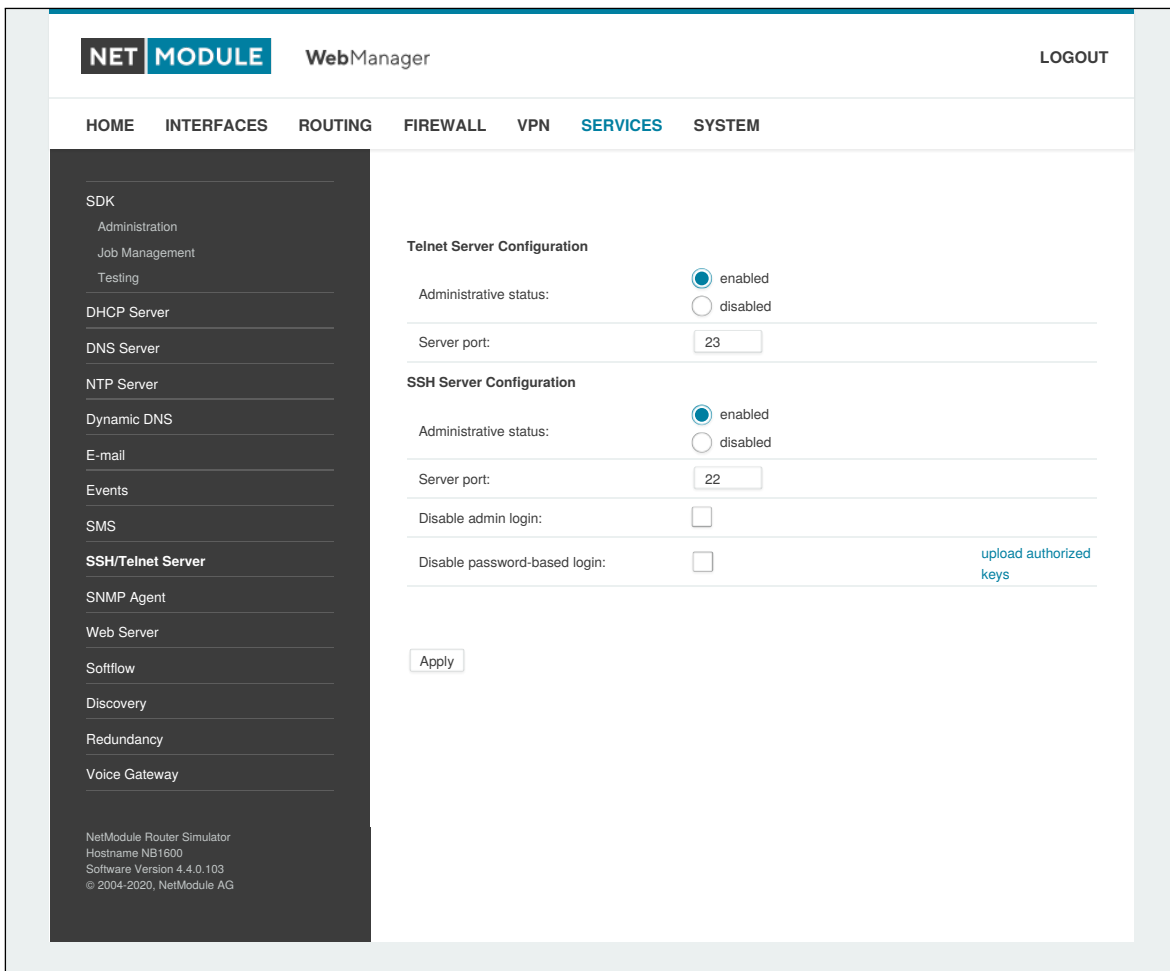 NET MODULE WebManager LOGOUT
HOME INTERFACES ROUTING FIREWALL VPN SERVICES SYSTEM
SDK
Administration
Job Management
Testing
DHCP Server
DNS Server
NTP Server
Dynamic DNS
E-mail
Events
SMS
SSH/Telnet Server
SNMP Agent
Web Server
Softflow
Discovery
Redundancy
Voice Gateway
NetModule Router Simulator
Hostname NB1600
Software Version 4.4.0.103
© 2004-2020, NetModule AG
Telnet Server Configuration
Administrative status:
enabled
disabled
Server port: 23
SSH Server Configuration
Administrative status:
enabled
disabled
Server port: 22
Disable admin login:
Disable password-based login:
upload authorized
keys
Apply